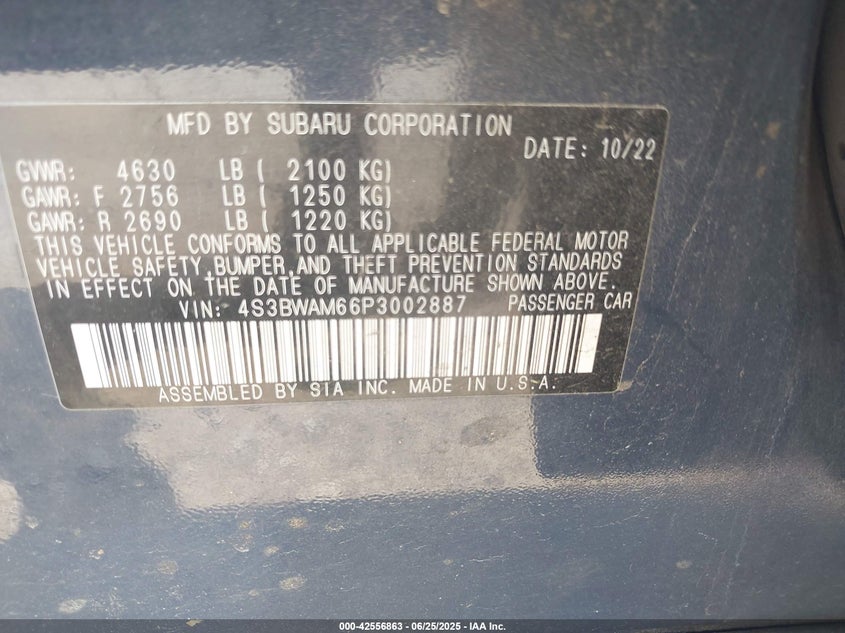 MFD BY SUBARU CORPORATION
DATE: 10/22
GVWR: 4630 LB ( 2100 KG)
GAWR: F 2756 LB ( 1250 KG)
GAWR: R 2690 LB ( 1220 KG)
THIS VEHICLE CONFORMS TO ALL APPLICABLE FEDERAL MOTOR
VEHICLE SAFETY,BUMPER,AND THEFT PREVENTION STANDARDS
IN EFFECT ON THE DATE OF MANUFACTURE SHOWN ABOVE.
VIN: 4S3BWAM66P3002887 PASSENGER CAR
ASSEMBLED BY SIA INC. MADE IN U.S.A.
000-42556863 - 06/25/2025 - IAA Inc.